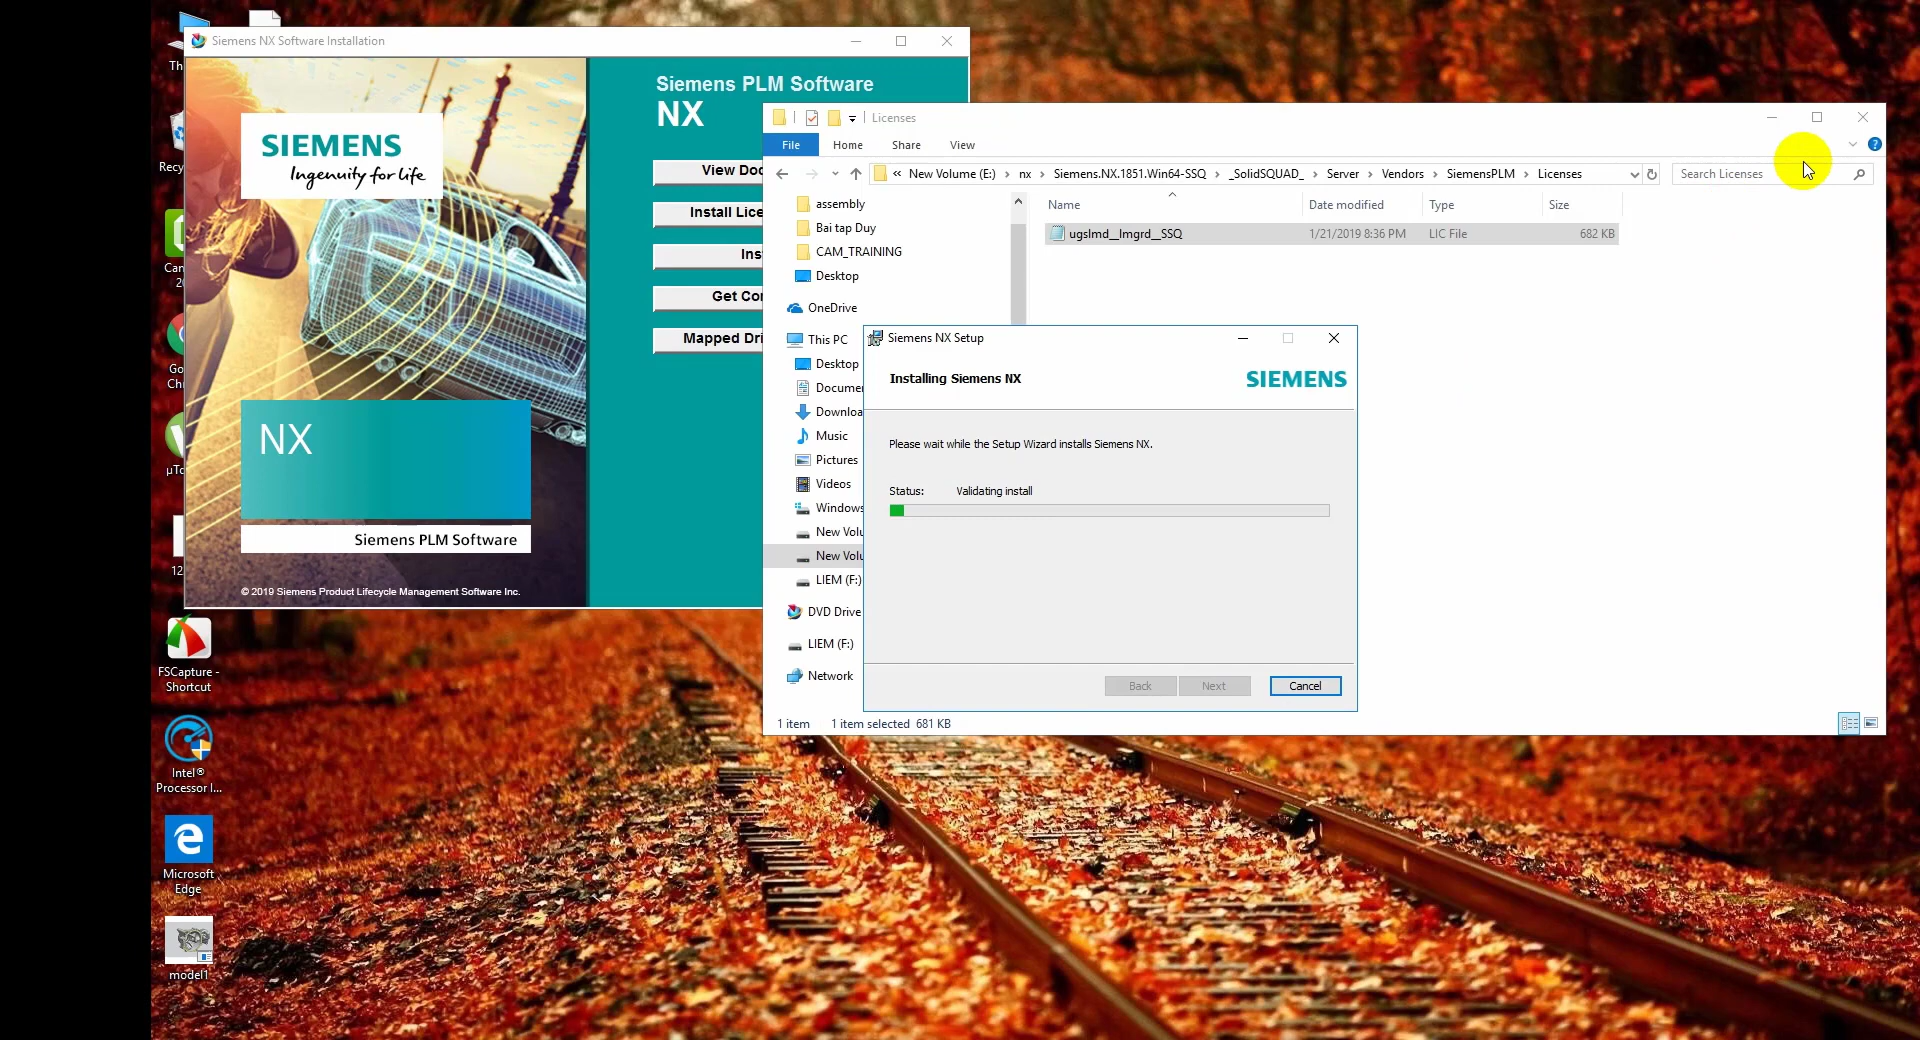 Th
Recy
Can
20
Go
Ch
µTo
12
FSCapture -
Shortcut
Intel®
Processor I...
Microsoft
Edge
model1
Siemens NX Software Installation
SIEMENS
Ingenuity for life
NX
Siemens PLM Software
© 2019 Siemens Product Lifecycle Management Software Inc.
Siemens PLM Software
NX
View Doc
Install Lice
Inst
Get Co
Mapped Dri
Licenses
File Home Share View
« New Volume (E:) › nx › Siemens.NX.1851.Win64-SSQ › _SolidSQUAD_ › Server › Vendors › SiemensPLM › Licenses
Search Licenses
assembly
Bai tap Duy
CAM_TRAINING
Desktop
OneDrive
This PC
Desktop
Documen
Downloa
Music
Pictures
Videos
Windows
New Volu
New Volu
LIEM (F:)
DVD Drive
LIEM (F:)
Network
Name Date modified Type Size
ugslmd__lmgrd__SSQ 1/21/2019 8:36 PM LIC File 682 KB
1 item 1 item selected 681 KB
Siemens NX Setup
Installing Siemens NX
SIEMENS
Please wait while the Setup Wizard installs Siemens NX.
Status: Validating install
Back Next Cancel